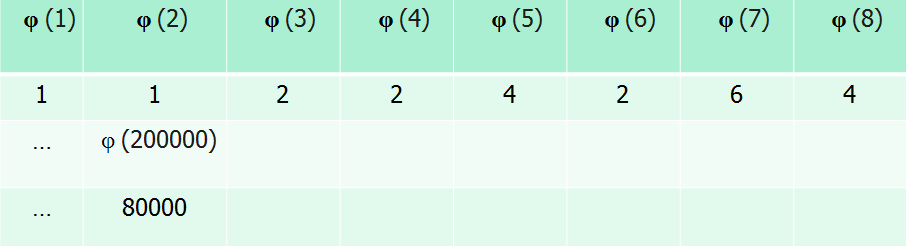 φ (1) φ (2) φ (3) φ (4) φ (5) φ (6) φ (7) φ (8)
1 1 2 2 4 2 6 4
... φ (200000)
... 80000